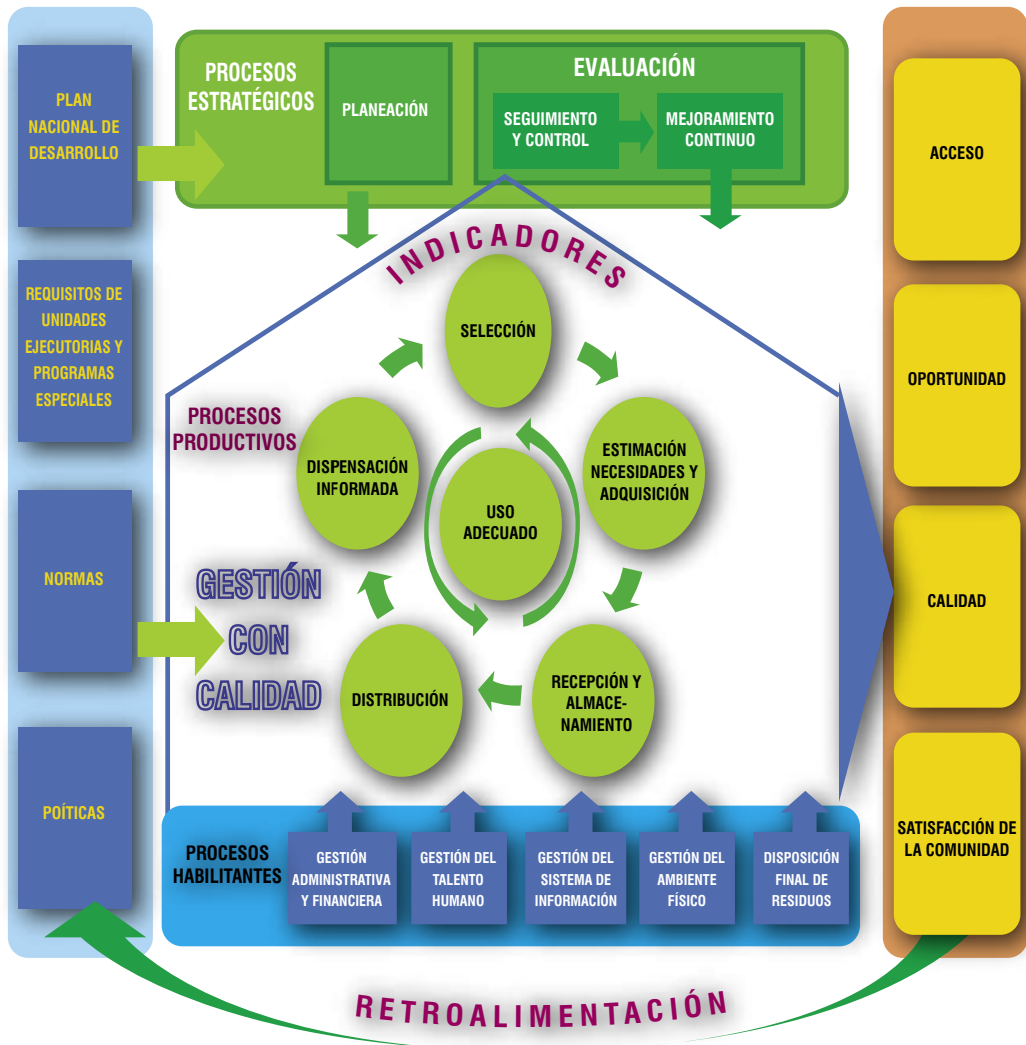 PLAN
NACIONAL DE
DESARROLLO
REQUISITOS DE
UNIDADES
EJECUTORIAS Y
PROGRAMAS
ESPECIALES
NORMAS
POÍTICAS
PROCESOS
ESTRATÉGICOS
PLANEACIÓN
EVALUACIÓN
SEGUIMIENTO
Y CONTROL
MEJORAMIENTO
CONTINUO
INDICADORES
PROCESOS
PRODUCTIVOS
GESTIÓN
CON
CALIDAD
SELECCIÓN
ESTIMACIÓN
NECESIDADES Y
ADQUISICIÓN
RECEPCIÓN Y
ALMACE-
NAMIENTO
DISTRIBUCIÓN
DISPENSACIÓN
INFORMADA
USO
ADECUADO
PROCESOS
HABILITANTES
GESTIÓN
ADMINISTRATIVA
Y FINANCIERA
GESTIÓN DEL
TALENTO
HUMANO
GESTIÓN DEL
SISTEMA DE
INFORMACIÓN
GESTIÓN DEL
AMBIENTE
FÍSICO
DISPOSICIÓN
FINAL DE
RESIDUOS
ACCESO
OPORTUNIDAD
CALIDAD
SATISFACCIÓN DE
LA COMUNIDAD
RETROALIMENTACIÓN